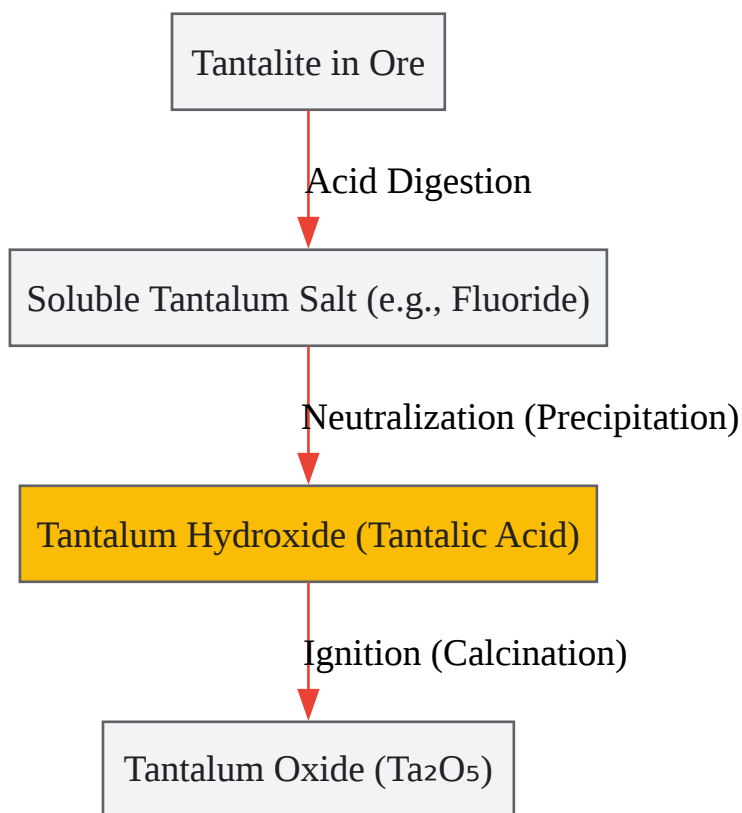 Tantalite in Ore
Acid Digestion
Soluble Tantalum Salt (e.g., Fluoride)
Neutralization (Precipitation)
Tantalum Hydroxide (Tantalic Acid)
Ignition (Calcination)
Tantalum Oxide (Ta₂O₅)